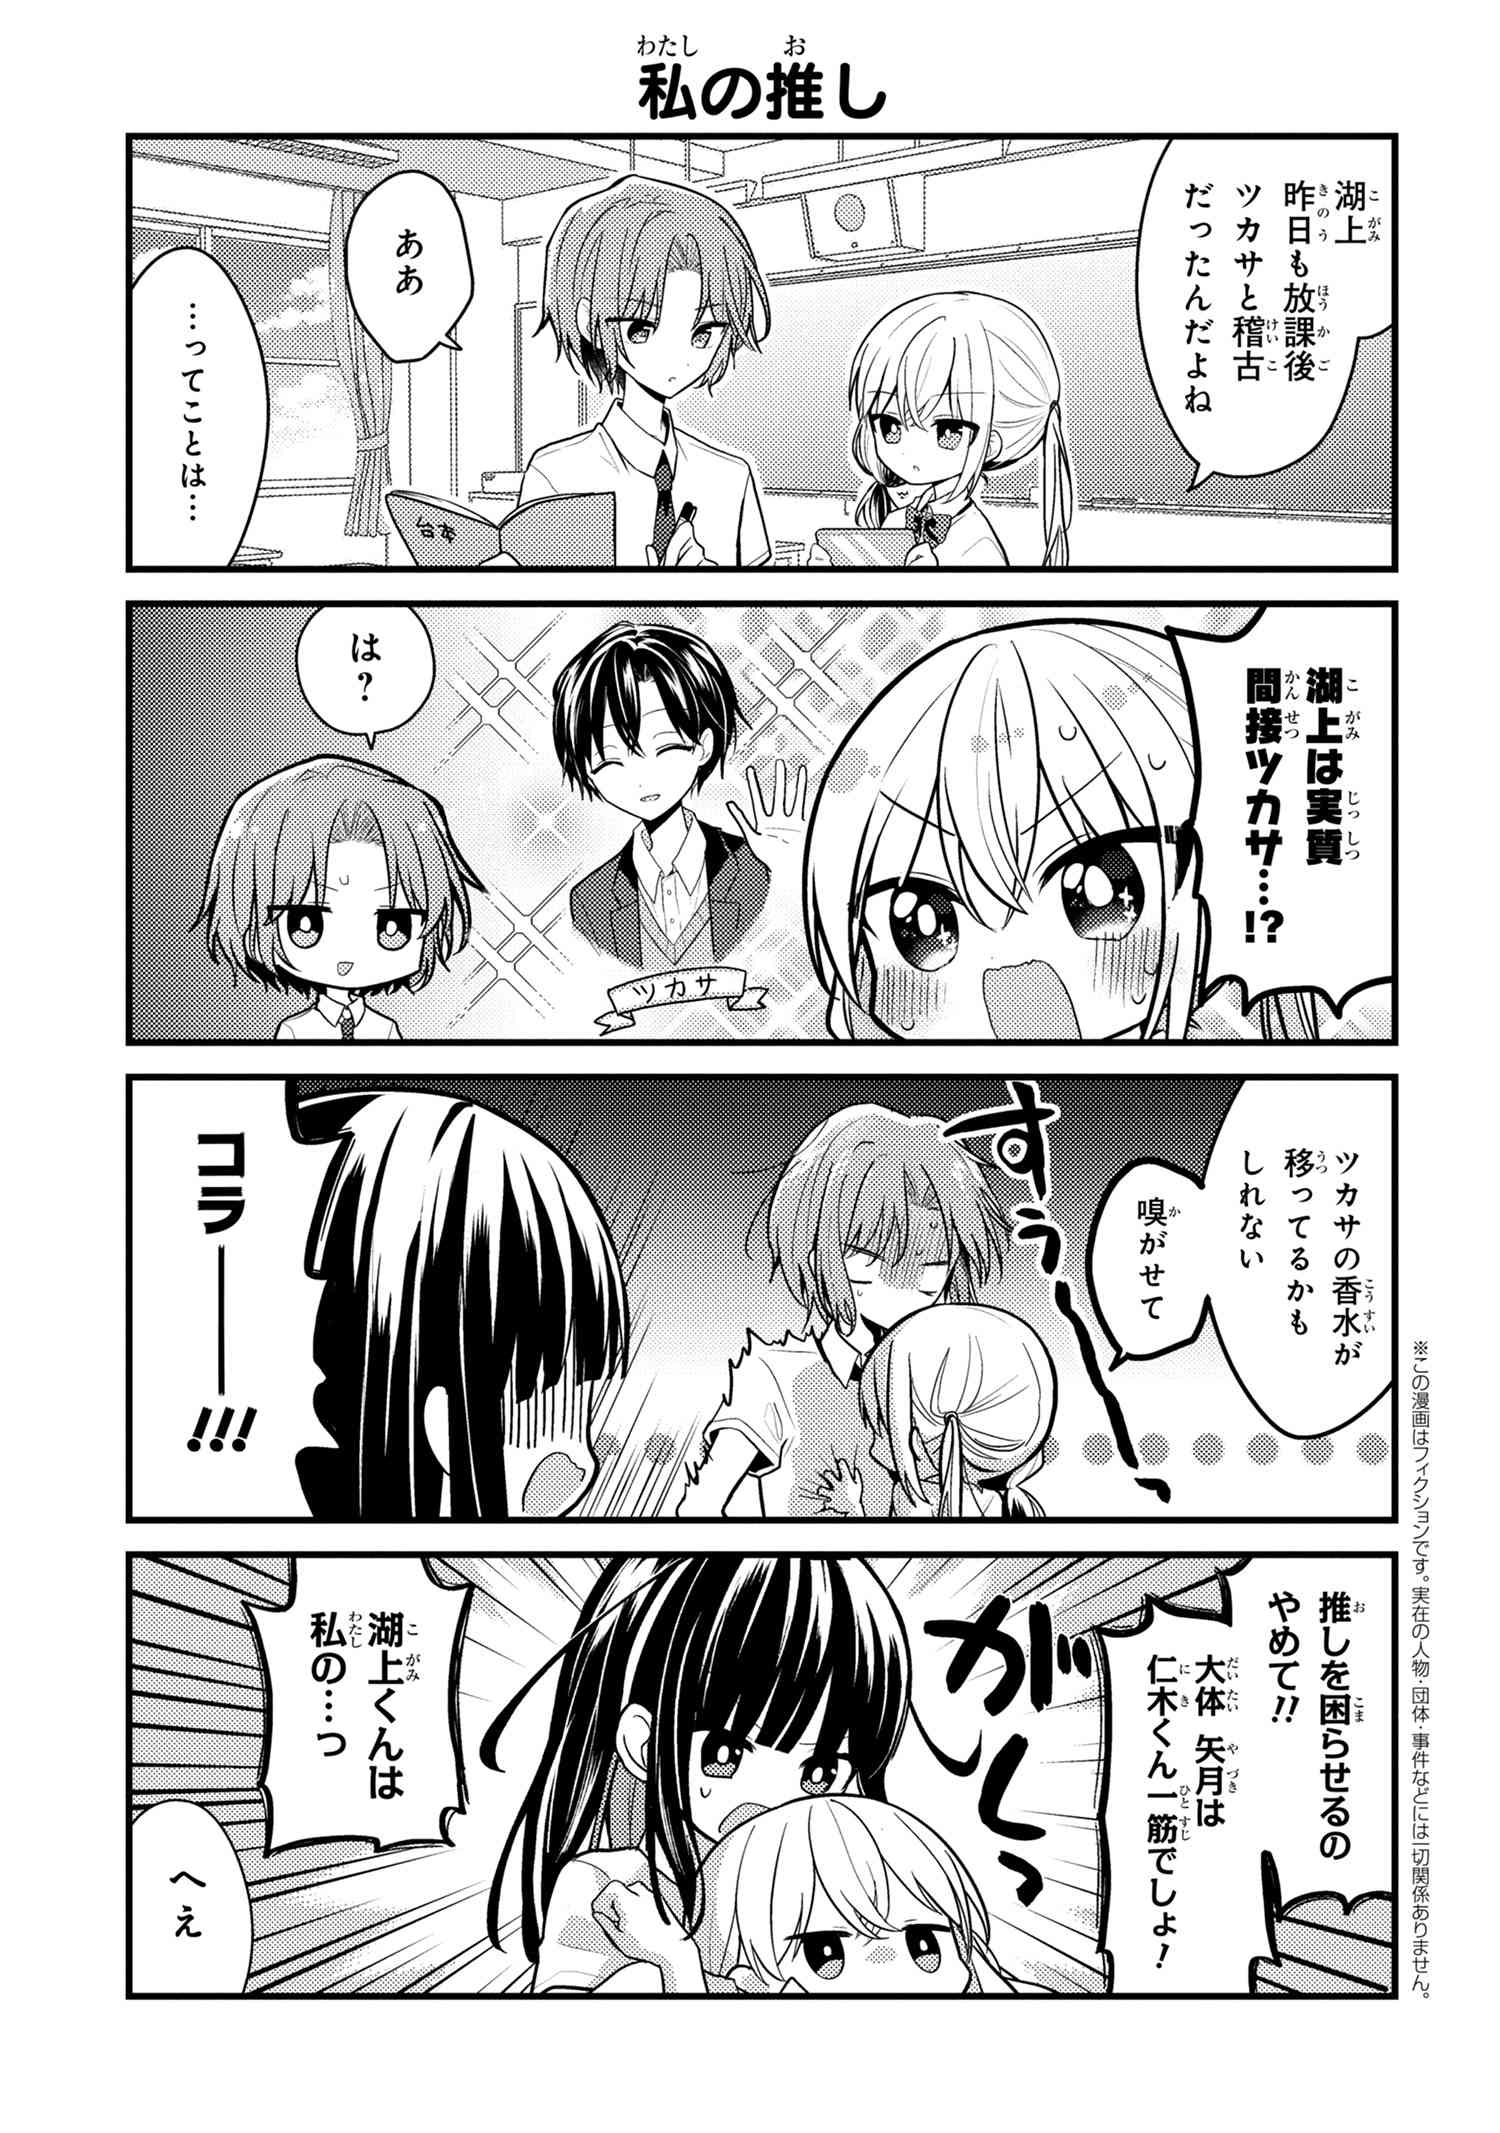 私の推し
湖上
昨日も放課後
ツカサと稽古
だったんだよね
ああ
…ってことは…
台本
湖上は実質
間接ツカサ…!?
は?
ツカサ
ツカサの香水が
移ってるかも
しれない
嗅がせて
すぅー
コラ――!!!
推しを困らせるの
やめて!!
大体 矢月は
仁木くん一筋でしょ!
がくっ
湖上くんは
私の…っ
へえ
※この漫画はフィクションです。実在の人物・団体・事件などには一切関係ありません。